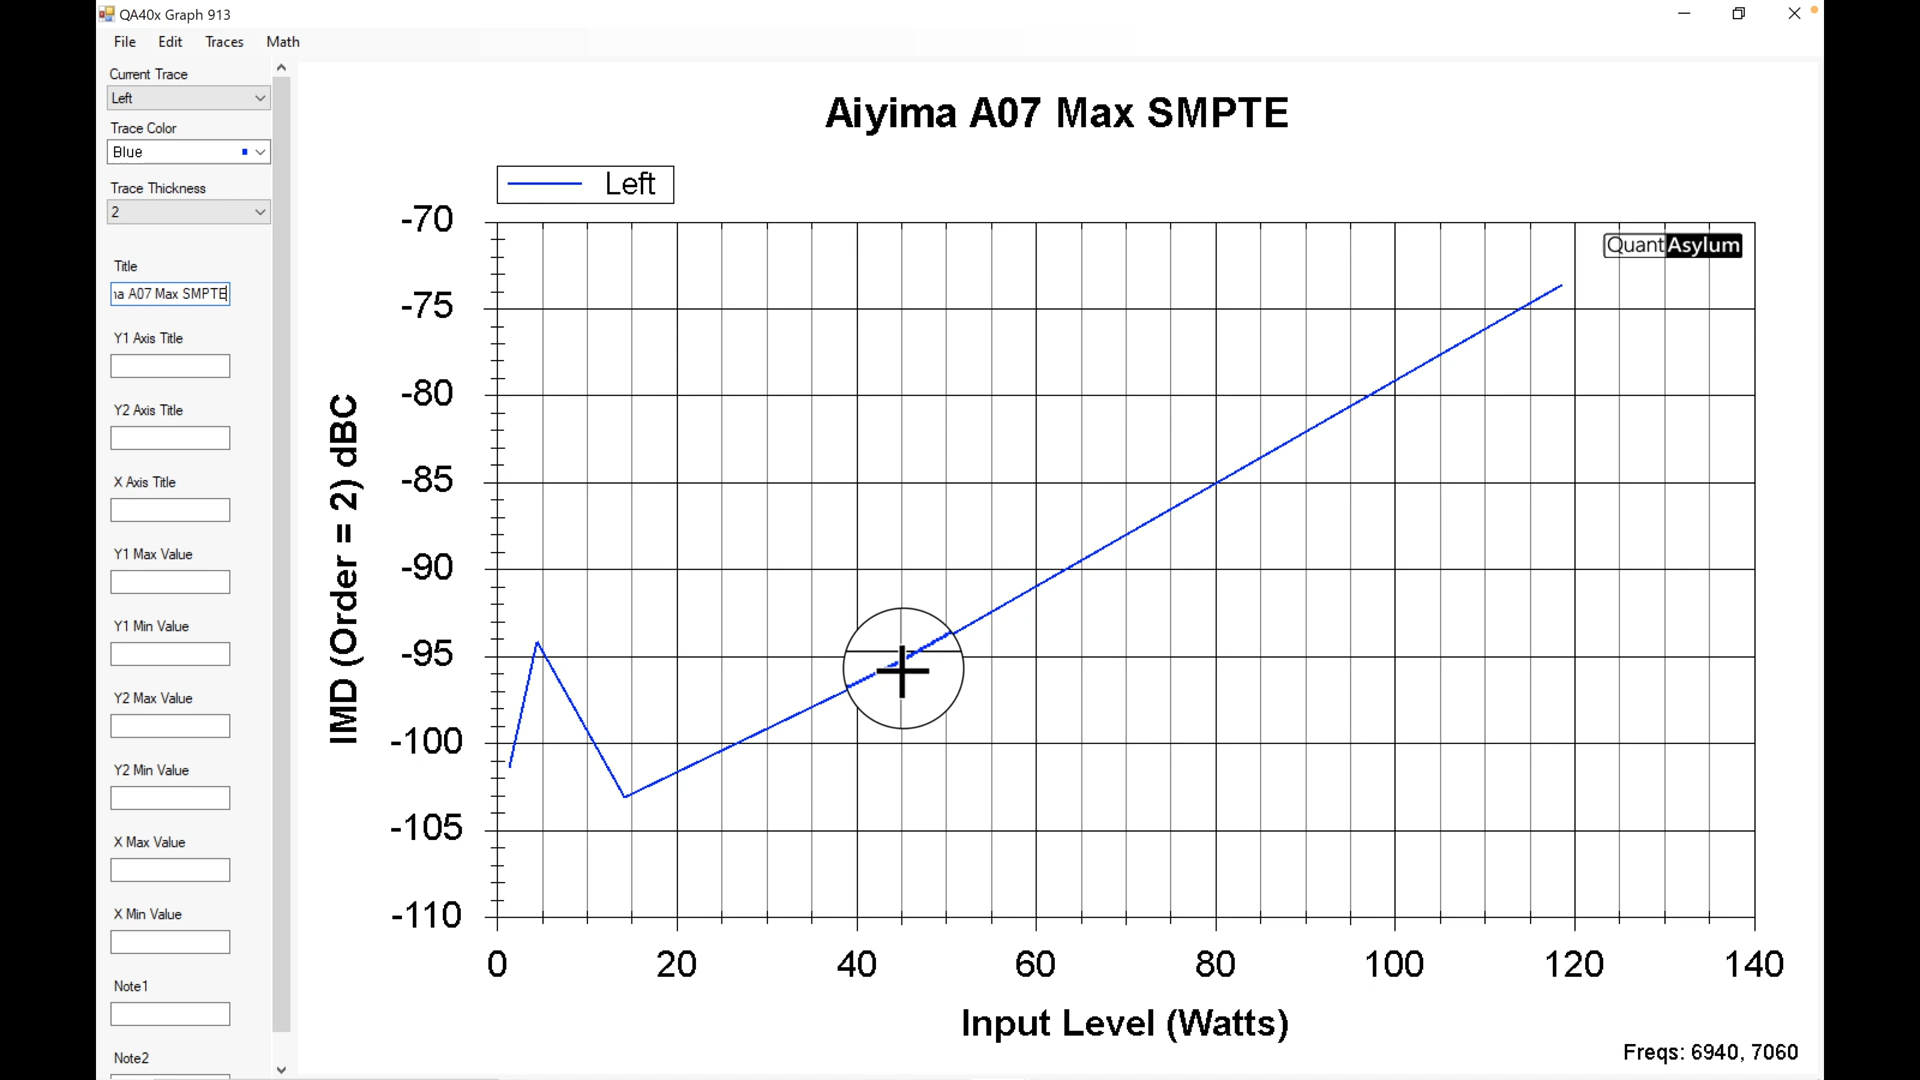 QA40x Graph 913
File Edit Traces Math
Current Trace
Left
Trace Color
Blue
Trace Thickness
2
Title
na A07 Max SMPTE
Y1 Axis Title
Y2 Axis Title
X Axis Title
Y1 Max Value
Y1 Min Value
Y2 Max Value
Y2 Min Value
X Max Value
X Min Value
Note1
Note2
Aiyima A07 Max SMPTE
Left
QuantAsylum
IMD (Order = 2) dBC
-70
-75
-80
-85
-90
-95
-100
-105
-110
0 20 40 60 80 100 120 140
Input Level (Watts)
Freqs: 6940, 7060